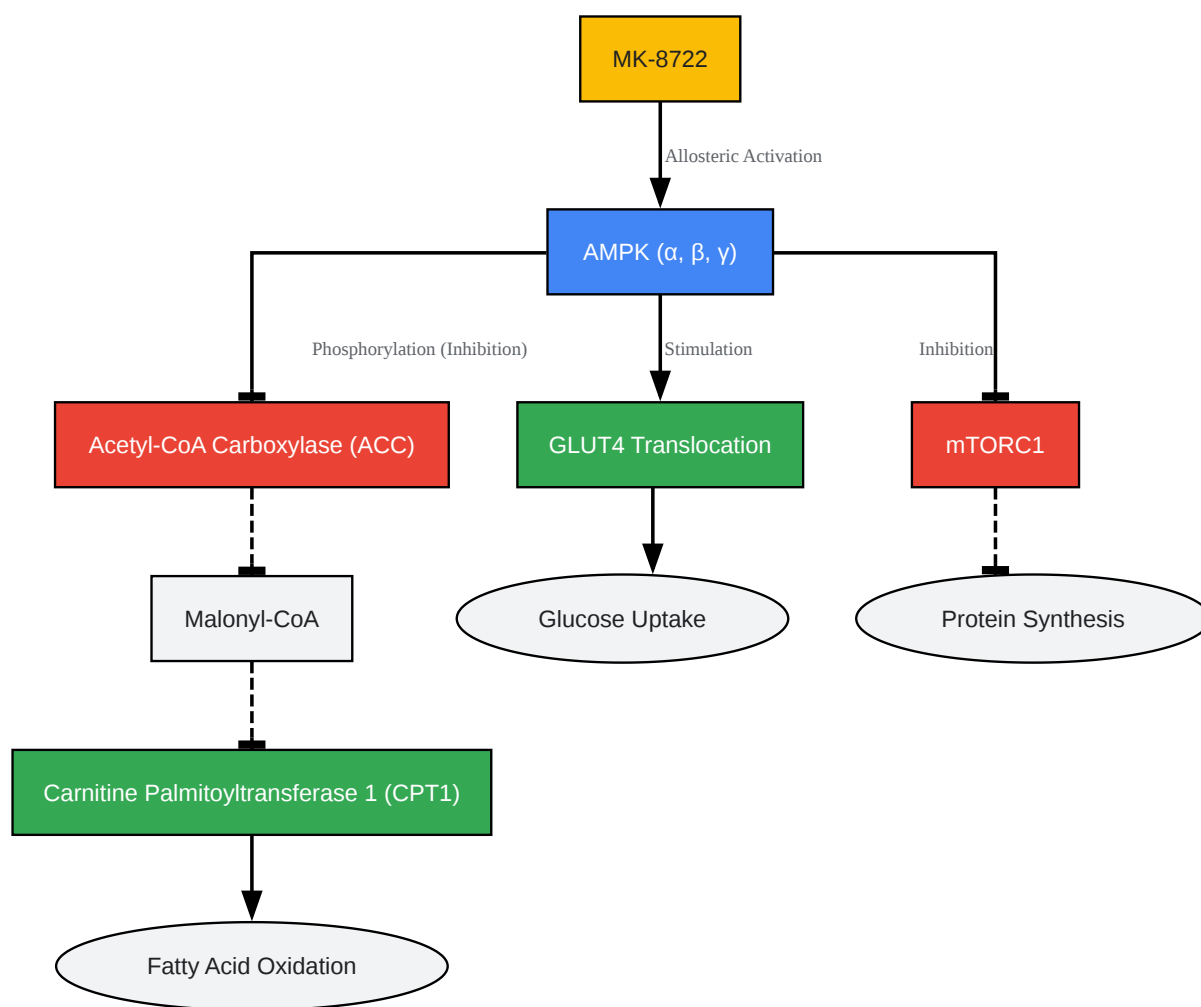 MK-8722
Allosteric Activation
AMPK (α, β, γ)
Phosphorylation (Inhibition)
Stimulation
Inhibition
Acetyl-CoA Carboxylase (ACC)
GLUT4 Translocation
mTORC1
Malonyl-CoA
Glucose Uptake
Protein Synthesis
Carnitine Palmitoyltransferase 1 (CPT1)
Fatty Acid Oxidation